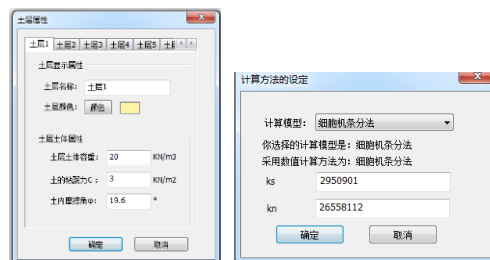 土层属性
土层1 土层2 土层3 土层4 土层5
土层显示属性
土层名称: 土层1
土层颜色: 颜色
土层土体属性
土层土体容重: 20 KN/m3
土的粘聚力C: 3 KN/m2
土内摩擦角φ: 19.6 °
确定 取消
计算方法的设定
计算模型: 细胞机条分法
你选择的计算模型是: 细胞机条分法
采用数值计算方法为: 细胞机条分法
ks 2950901
kn 26558112
确定 取消